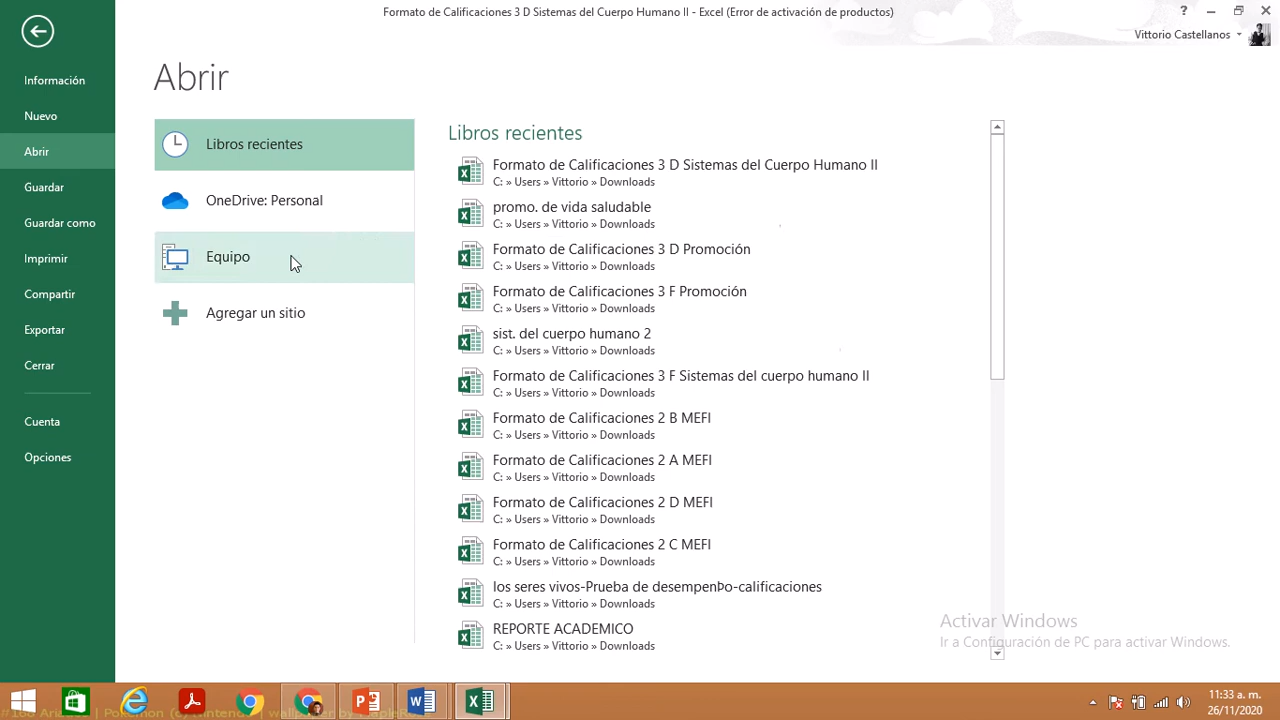 Formato de Calificaciones 3 D Sistemas del Cuerpo Humano II - Excel (Error de activación de productos)
?
Vittorio Castellanos
Información
Nuevo
Abrir
Guardar
Guardar como
Imprimir
Compartir
Exportar
Cerrar
Cuenta
Opciones
Abrir
Libros recientes
OneDrive: Personal
Equipo
Agregar un sitio
Libros recientes
Formato de Calificaciones 3 D Sistemas del Cuerpo Humano II
C: » Users » Vittorio » Downloads
promo. de vida saludable
C: » Users » Vittorio » Downloads
Formato de Calificaciones 3 D Promoción
C: » Users » Vittorio » Downloads
Formato de Calificaciones 3 F Promoción
C: » Users » Vittorio » Downloads
sist. del cuerpo humano 2
C: » Users » Vittorio » Downloads
Formato de Calificaciones 3 F Sistemas del cuerpo humano II
C: » Users » Vittorio » Downloads
Formato de Calificaciones 2 B MEFI
C: » Users » Vittorio » Downloads
Formato de Calificaciones 2 A MEFI
C: » Users » Vittorio » Downloads
Formato de Calificaciones 2 D MEFI
C: » Users » Vittorio » Downloads
Formato de Calificaciones 2 C MEFI
C: » Users » Vittorio » Downloads
los seres vivos-Prueba de desempenÞo-calificaciones
C: » Users » Vittorio » Downloads
REPORTE ACADEMICO
C: » Users » Vittorio » Downloads
Activar Windows
Ir a Configuración de PC para activar Windows.
11:33 a. m.
26/11/2020